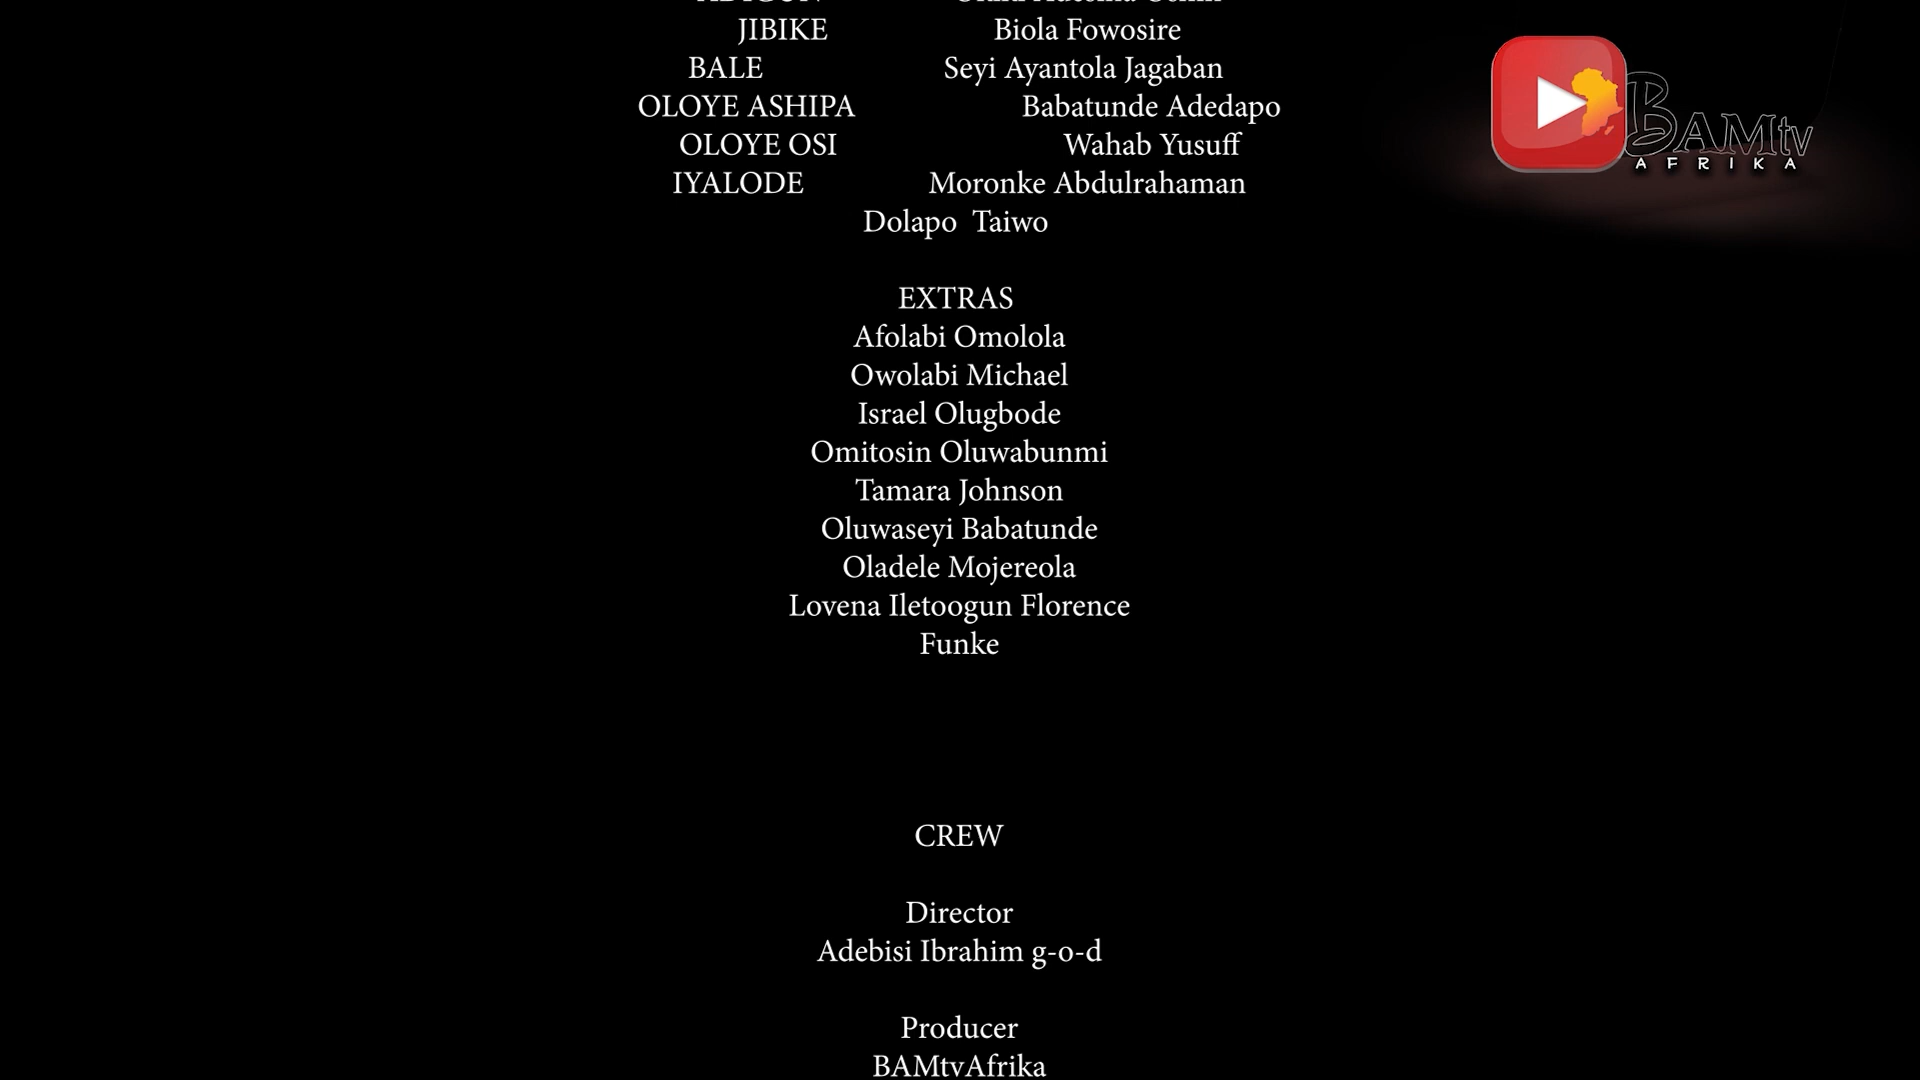 JIBIKE Biola Fowosire
BALE Seyi Ayantola Jagaban
OLOYE ASHIPA Babatunde Adedapo
OLOYE OSI Wahab Yusuff
IYALODE Moronke Abdulrahaman
Dolapo Taiwo
EXTRAS
Afolabi Omolola
Owolabi Michael
Israel Olugbode
Omitosin Oluwabunmi
Tamara Johnson
Oluwaseyi Babatunde
Oladele Mojereola
Lovena Iletoogun Florence
Funke
CREW
Director
Adebisi Ibrahim g-o-d
Producer
BAMtvAfrika
BAMtv
AFRIKA